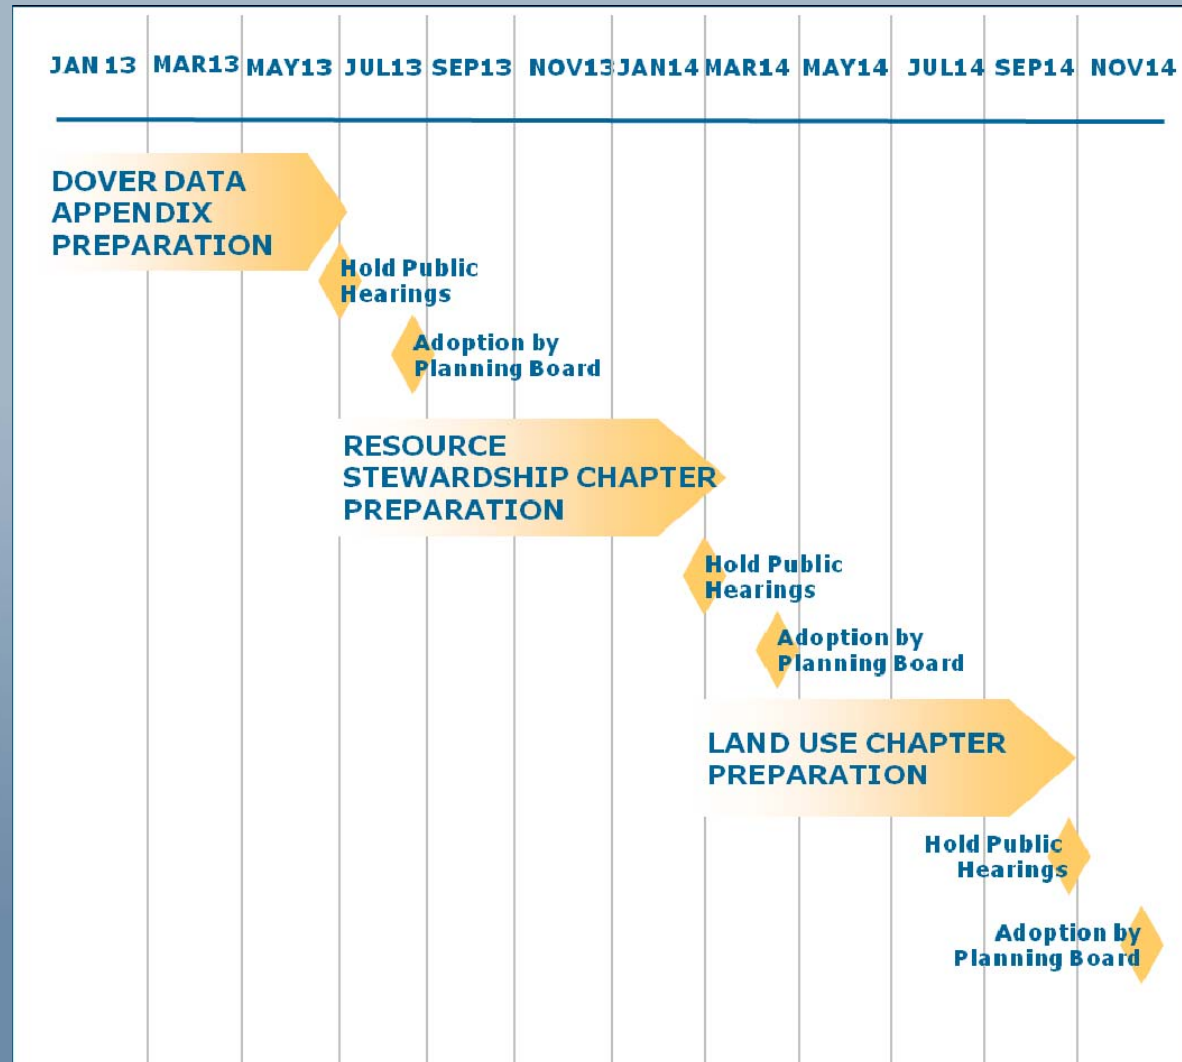 JAN 13 MAR13 MAY13 JUL13 SEP13 NOV13 JAN14 MAR14 MAY14 JUL14 SEP14 NOV14
DOVER DATA
APPENDIX
PREPARATION
Hold Public
Hearings
Adoption by
Planning Board
RESOURCE
STEWARDSHIP CHAPTER
PREPARATION
Hold Public
Hearings
Adoption by
Planning Board
LAND USE CHAPTER
PREPARATION
Hold Public
Hearings
Adoption by
Planning Board